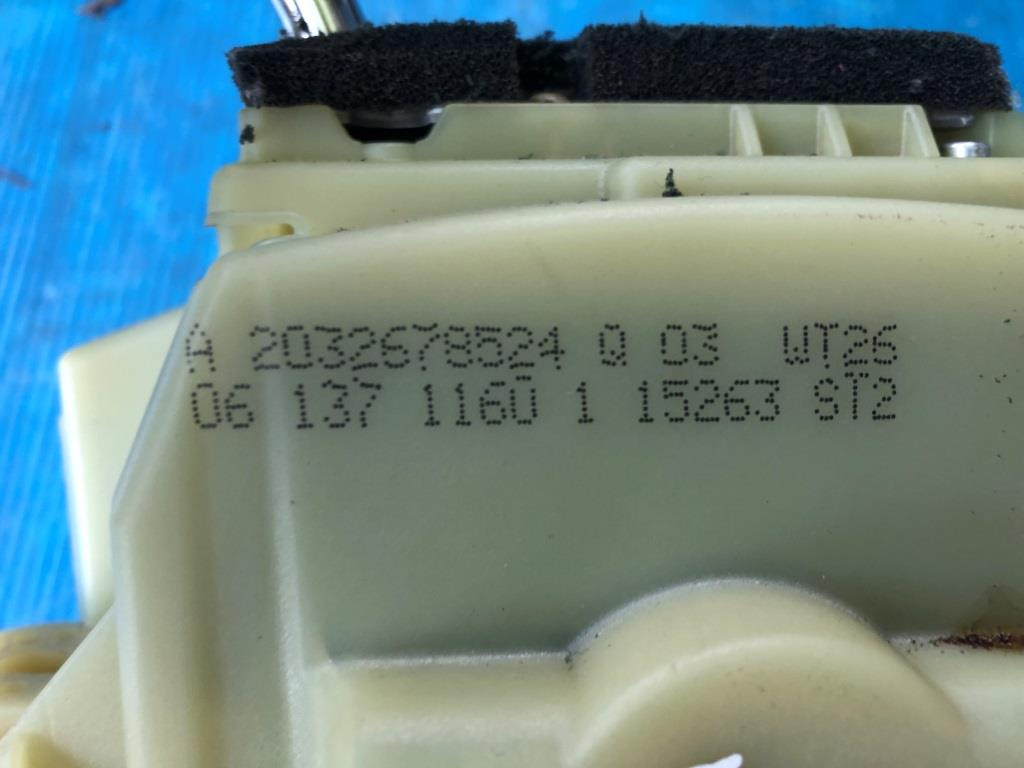 A 2032678524 Q 03 WT26
06 137 1160 1 15263 ST2